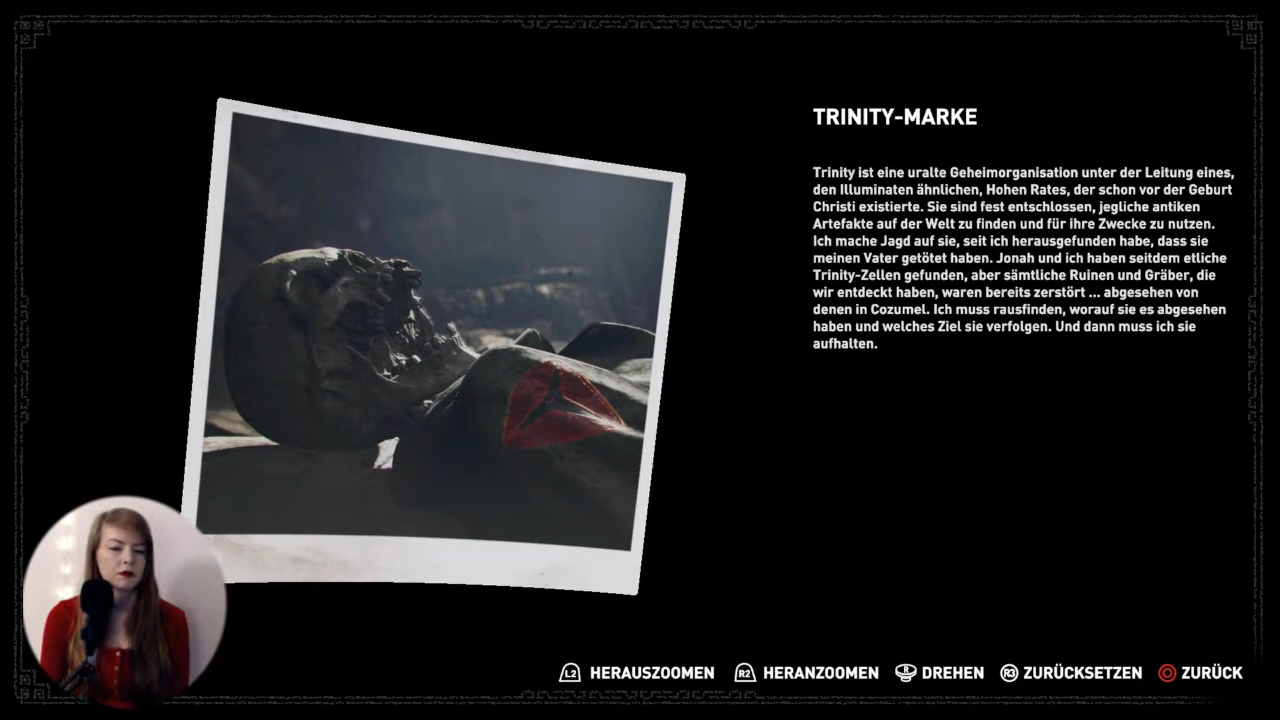 TRINITY-MARKE
Trinity ist eine uralte Geheimorganisation unter der Leitung eines,
den Illuminaten ähnlichen, Hohen Rates, der schon vor der Geburt
Christi existierte. Sie sind fest entschlossen, jegliche antiken
Artefakte auf der Welt zu finden und für ihre Zwecke zu nutzen.
Ich mache Jagd auf sie, seit ich herausgefunden habe, dass sie
meinen Vater getötet haben. Jonah und ich haben seitdem etliche
Trinity-Zellen gefunden, aber sämtliche Ruinen und Gräber, die
wir entdeckt haben, waren bereits zerstört ... abgesehen von
denen in Cozumel. Ich muss rausfinden, worauf sie es abgesehen
haben und welches Ziel sie verfolgen. Und dann muss ich sie
aufhalten.
L2 HERAUSZOOMEN R2 HERANZOOMEN R DREHEN R3 ZURÜCKSETZEN ZURÜCK